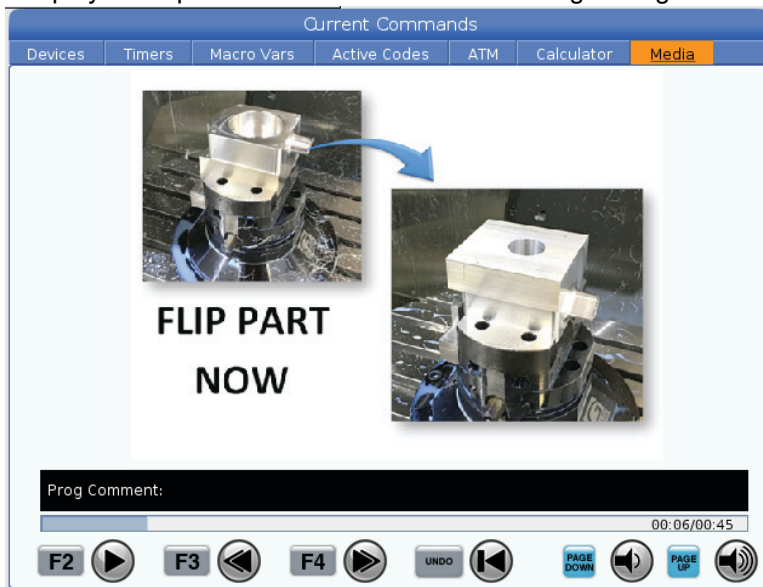 Current Commands
Devices Timers Macro Vars Active Codes ATM Calculator Media
FLIP PART
NOW
Prog Comment:
00:06/00:45
F2 F3 F4 UNDO PAGE DOWN PAGE UP